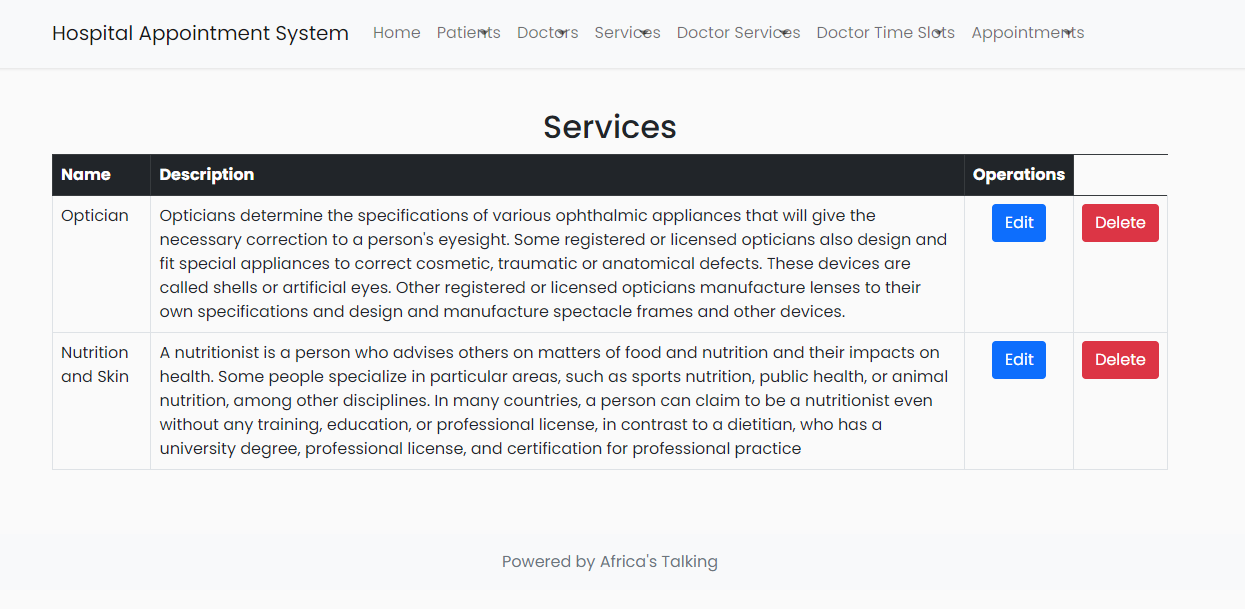 Hospital Appointment System Home Patients Doctors Services Doctor Services Doctor Time Slots Appointments
Services
Name Description Operations
Optician Opticians determine the specifications of various ophthalmic appliances that will give the Edit Delete
necessary correction to a person's eyesight. Some registered or licensed opticians also design and
fit special appliances to correct cosmetic, traumatic or anatomical defects. These devices are
called shells or artificial eyes. Other registered or licensed opticians manufacture lenses to their
own specifications and design and manufacture spectacle frames and other devices.
Nutrition A nutritionist is a person who advises others on matters of food and nutrition and their impacts on Edit Delete
and Skin health. Some people specialize in particular areas, such as sports nutrition, public health, or animal
nutrition, among other disciplines. In many countries, a person can claim to be a nutritionist even
without any training, education, or professional license, in contrast to a dietitian, who has a
university degree, professional license, and certification for professional practice
Powered by Africa's Talking